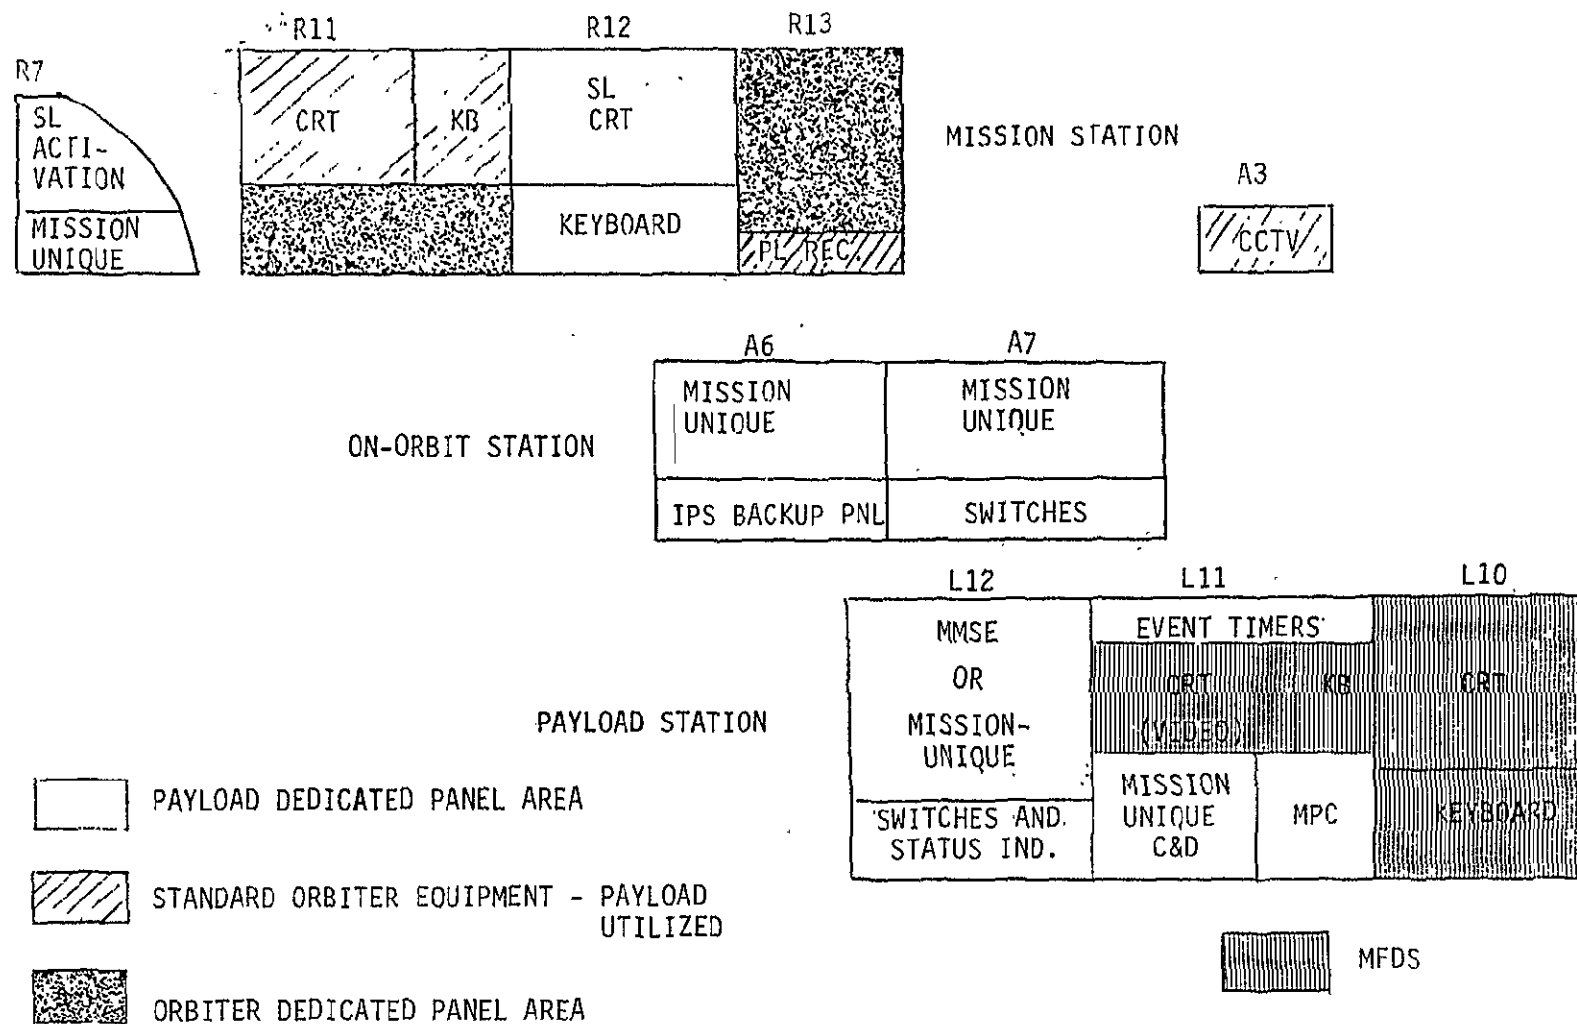 R7
SL
ACTI-
VATION
MISSION
UNIQUE
R11
R12
R13
CRT
KB
SL
CRT
KEYBOARD
PL REC.
MISSION STATION
A3
CCTV
ON-ORBIT STATION
A6
A7
MISSION
UNIQUE
MISSION
UNIQUE
IPS BACKUP PNL
SWITCHES
PAYLOAD STATION
L12
L11
L10
MMSE
OR
MISSION-
UNIQUE
SWITCHES AND
STATUS IND.
EVENT TIMERS
CRT
(VIDEO)
KB
CRT
MISSION
UNIQUE
C&D
MPC
KEYBOARD
PAYLOAD DEDICATED PANEL AREA
STANDARD ORBITER EQUIPMENT - PAYLOAD
UTILIZED
ORBITER DEDICATED PANEL AREA
MFDS